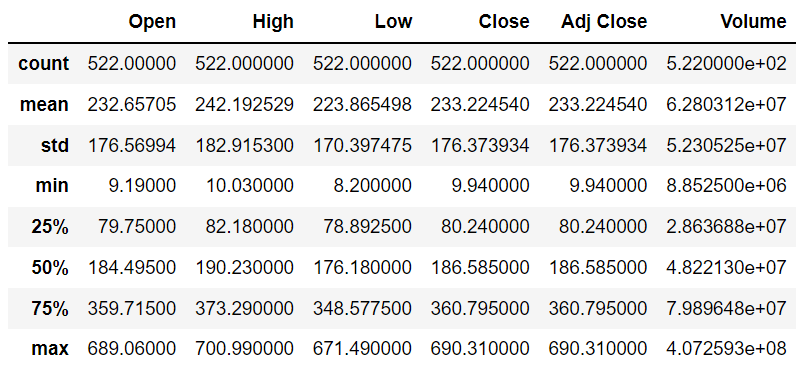 Open High Low Close Adj Close Volume
count 522.00000 522.000000 522.000000 522.000000 522.000000 5.220000e+02
mean 232.65705 242.192529 223.865498 233.224540 233.224540 6.280312e+07
std 176.56994 182.915300 170.397475 176.373934 176.373934 5.230525e+07
min 9.19000 10.030000 8.200000 9.940000 9.940000 8.852500e+06
25% 79.75000 82.180000 78.892500 80.240000 80.240000 2.863688e+07
50% 184.49500 190.230000 176.180000 186.585000 186.585000 4.822130e+07
75% 359.71500 373.290000 348.577500 360.795000 360.795000 7.989648e+07
max 689.06000 700.990000 671.490000 690.310000 690.310000 4.072593e+08